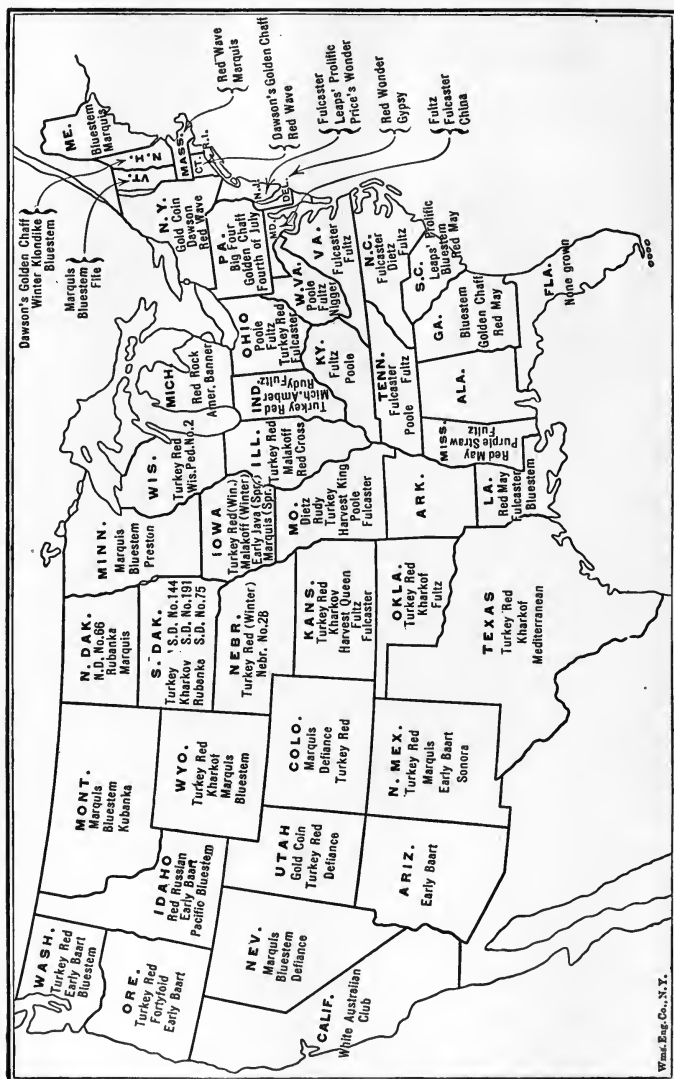 WASH.
Turkey Red
Early Baart
Bluestem
ORE.
Turkey Red
Fortyfold
Early Baart
CALIF.
White Australian
Club
NEV.
Marquis
Bluestem
Defiance
IDAHO
Red Russian
Early Baart
Pacific Bluestem
MONT.
Marquis
Bluestem
Kubanka
WYO.
Turkey Red
Kharkof
Marquis
Bluestem
UTAH
Gold Coin
Turkey Red
Defiance
COLO.
Marquis
Defiance
Turkey Red
ARIZ.
Early Baart
N. MEX.
Turkey Red
Marquis
Early Baart
Sonora
N. DAK.
N.D. No.66
Rubanka
Marquis
S. DAK.
S.D. No.144
Turkey S.D. No.191
Kharkov S.D. No.75
Rubanka
NEBR.
Turkey Red (Winter)
Nebr. No.28
KANS.
Turkey Red
Kharkov
Harvest Queen
Fultz
Fulcaster
OKLA.
Turkey Red
Kharkof
Fultz
TEXAS
Turkey Red
Kharkof
Mediterranean
MINN.
Marquis
Bluestem
Preston
IOWA
Turkey Red (Win.)
Malakoff (Winter)
Early Java (Spr.)
Marquis (Spr.)
MO.
Dietz
Rudy
Turkey
Harvest King
Poole
Fulcaster
ARK.
LA.
Red May
Fulcaster
Bluestem
WIS.
Turkey Red
Wis. Ped. No.2
ILL.
Turkey Red
Malakoff
Red Cross
MICH.
Red Rock
Amer. Banner
IND.
Turkey Red
Mich. Amber
Rudy Fultz
OHIO
Poole
Fultz
Turkey Red
Fulcaster
KY.
Fultz
Poole
TENN.
Fulcaster
Poole Fultz
MISS.
Red May
Purple Straw
Fultz
ALA.
GA.
Bluestem
Golden Chaff
Red May
FLA.
None grown
S.C.
Leaps' Prolific
Bluestem
Red May
N.C.
Fulcaster
Dietz
Fultz
VA.
Fulcaster
Fultz
W.VA.
Poole
Fultz
Nigger
PA.
Big Four
Golden Chaff
Fourth of July
N.Y.
Gold Coin
Dawson
Red Wave
ME.
Bluestem
Marquis
N.H.
Dawson's Golden Chaff
Winter Klondike
Bluestem
VT.
Marquis
Bluestem
Fife
MASS.
Red Wave
Marquis
CT.
R.I.
Dawson's Golden Chaff
Red Wave
N.J.
Fulcaster
Leaps' Prolific
Price's Wonder
DEL.
Red Wonder
Gypsy
MD.
Fultz
Fulcaster
China
Wms. Eng. Co., N.Y.